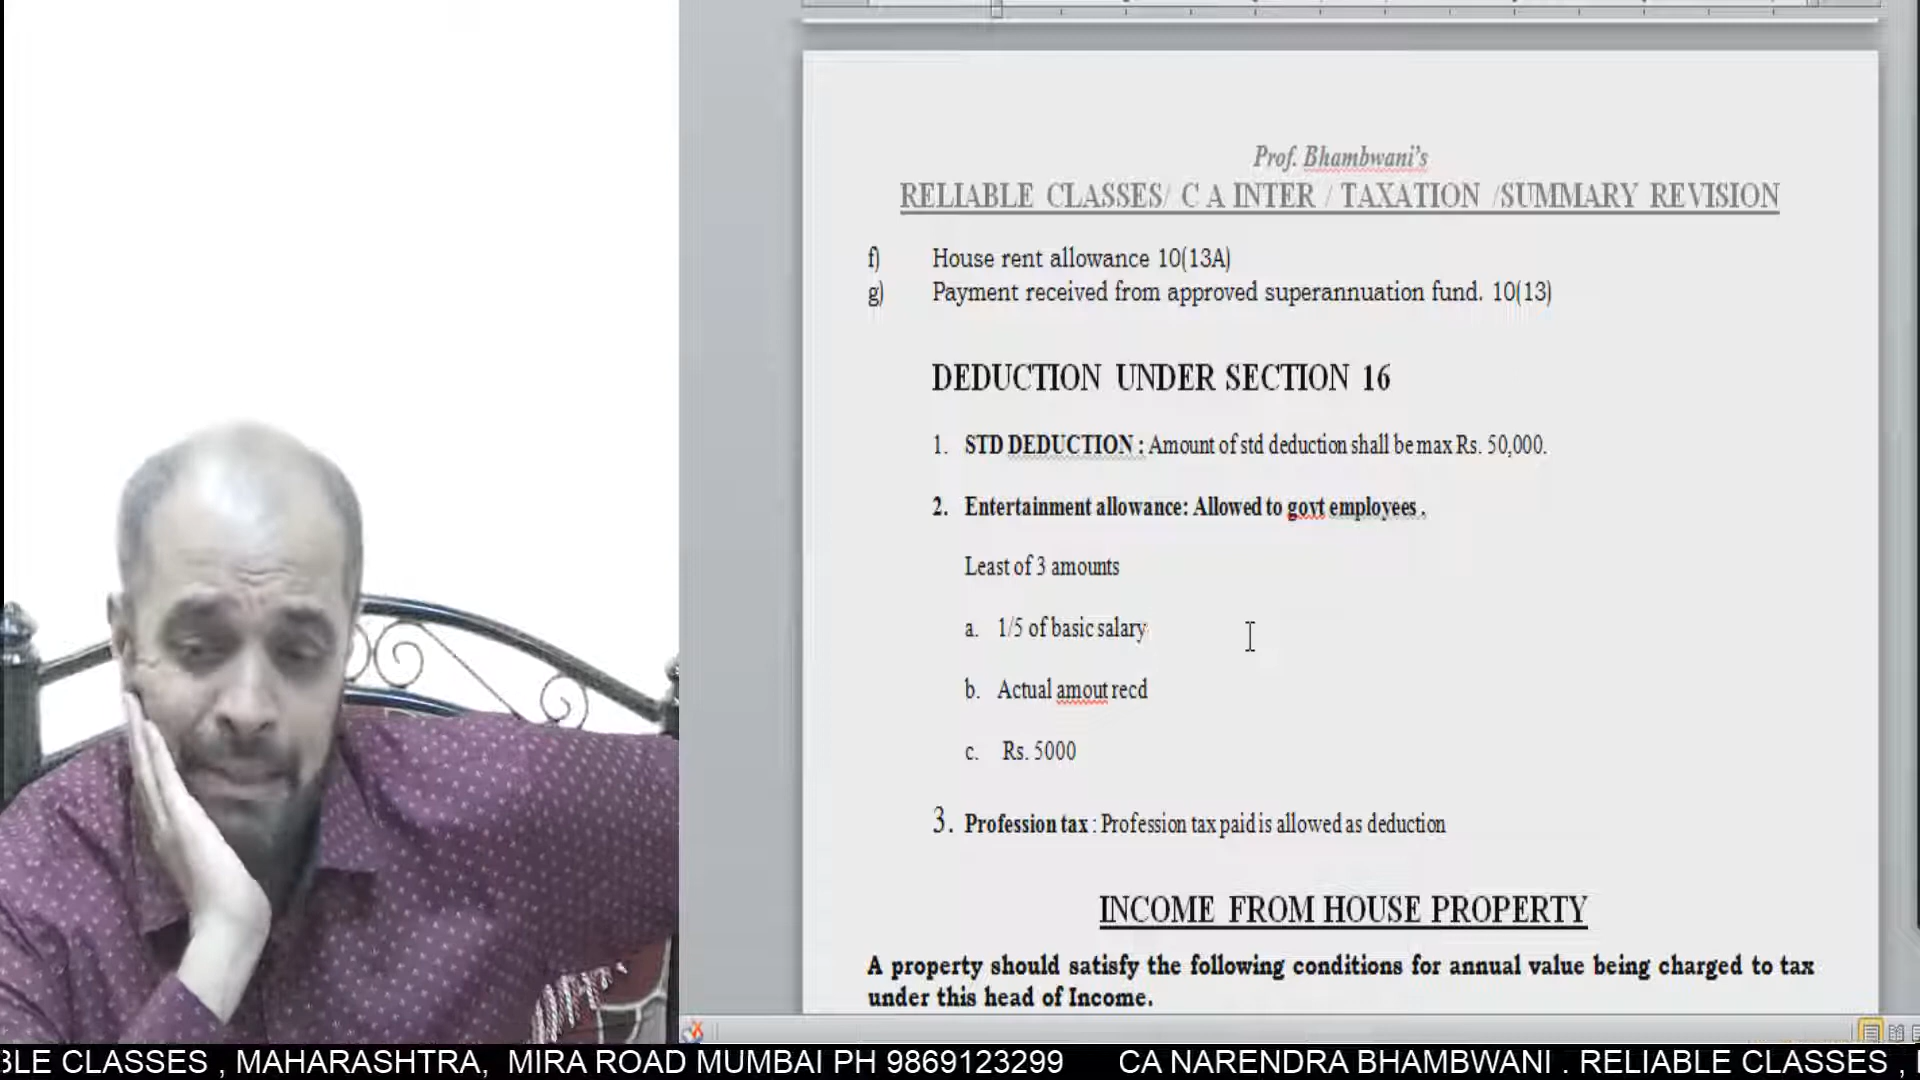 Prof. Bhambwani's
RELIABLE CLASSES/ C A INTER / TAXATION /SUMMARY REVISION
f) House rent allowance 10(13A)
g) Payment received from approved superannuation fund. 10(13)
DEDUCTION UNDER SECTION 16
1. STD DEDUCTION : Amount of std deduction shall be max Rs. 50,000.
2. Entertainment allowance: Allowed to govt employees .
Least of 3 amounts
a. 1/5 of basic salary
b. Actual amout recd
c. Rs. 5000
3. Profession tax : Profession tax paid is allowed as deduction
INCOME FROM HOUSE PROPERTY
A property should satisfy the following conditions for annual value being charged to tax
under this head of Income.
BLE CLASSES , MAHARASHTRA, MIRA ROAD MUMBAI PH 9869123299 CA NARENDRA BHAMBWANI . RELIABLE CLASSES ,